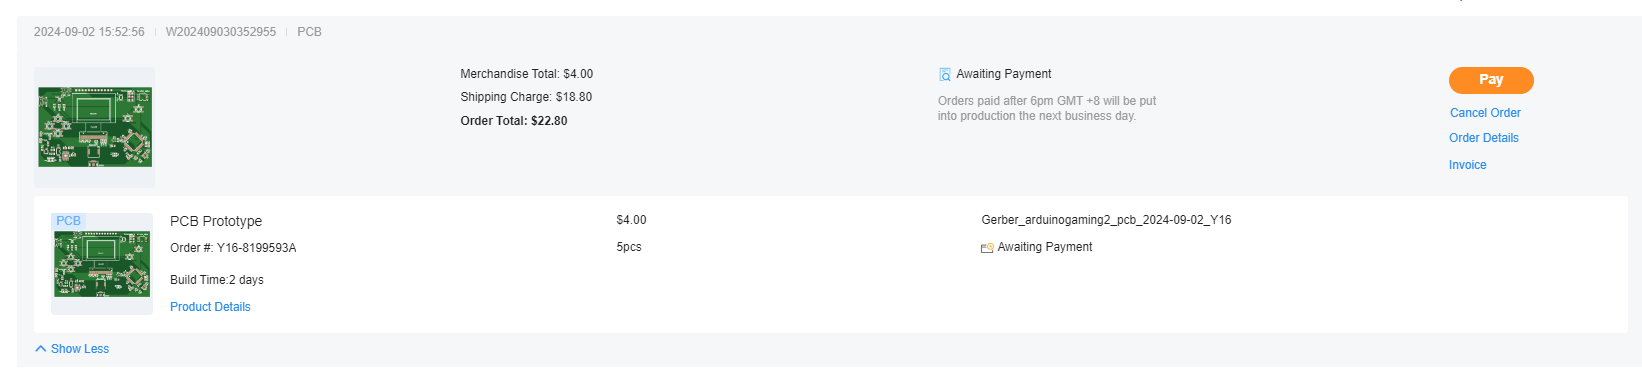 2024-09-02 15:52:56 | W202409030352955 | PCB
Merchandise Total: $4.00
Shipping Charge: $18.80
Order Total: $22.80
Awaiting Payment
Orders paid after 6pm GMT +8 will be put
into production the next business day.
Pay
Cancel Order
Order Details
Invoice
PCB
PCB Prototype
Order #: Y16-8199593A
Build Time:2 days
Product Details
$4.00
5pcs
Gerber_arduinogaming2_pcb_2024-09-02_Y16
Awaiting Payment
Show Less